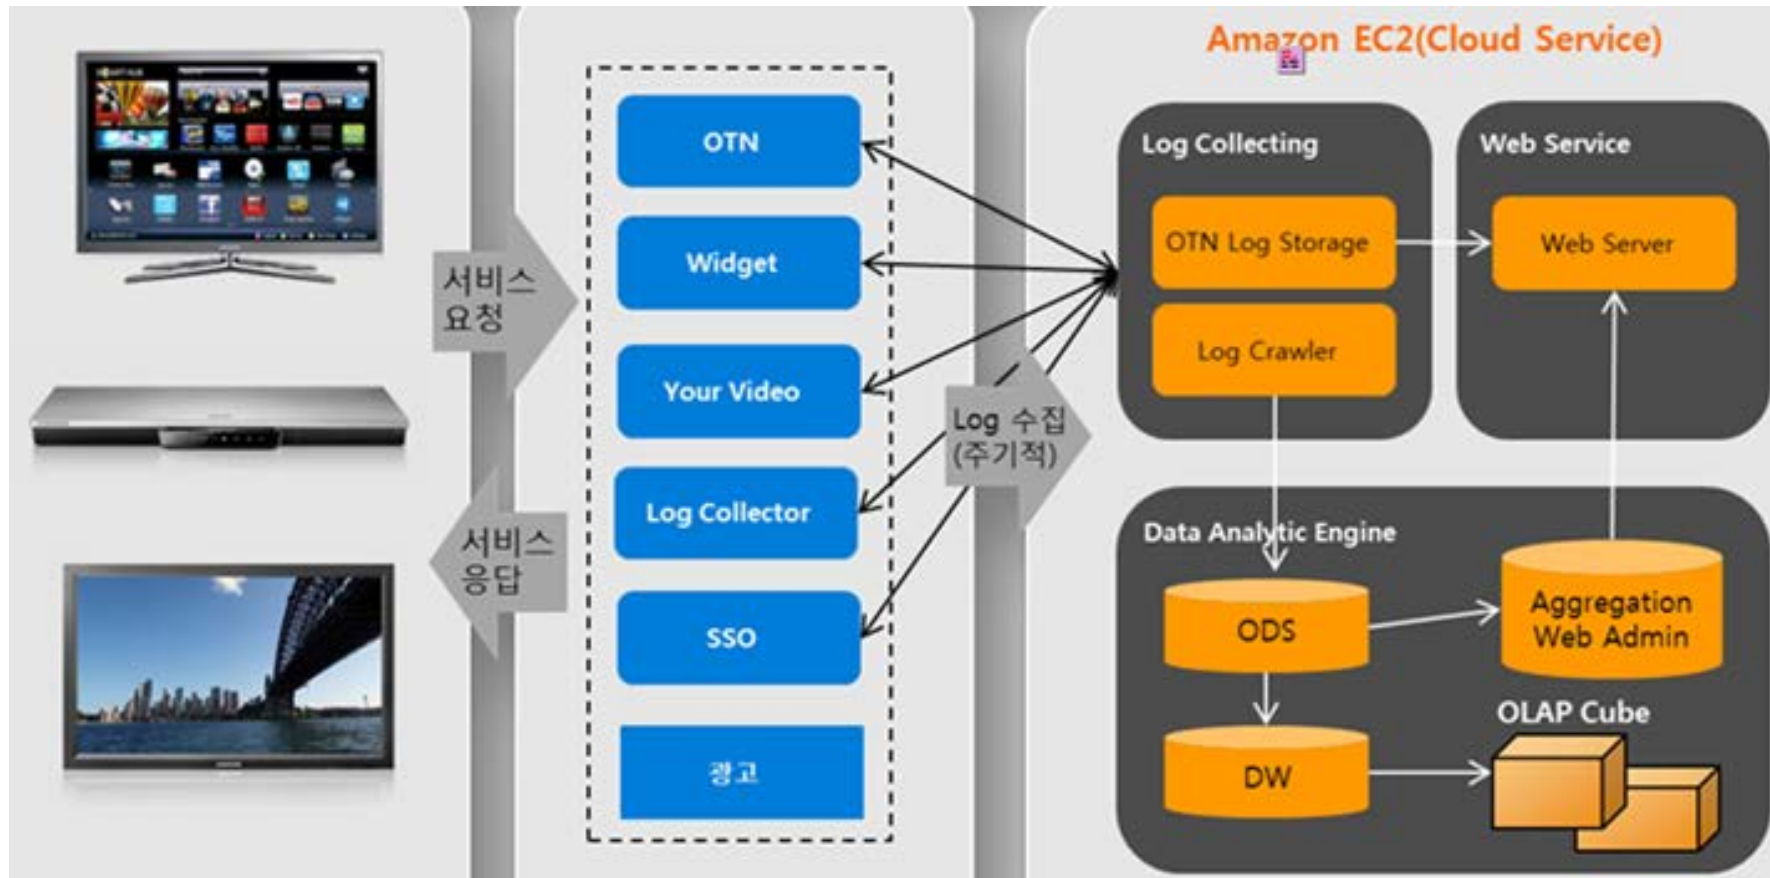 Amazon EC2(Cloud Service)
서비스
요청
서비스
응답
OTN
Widget
Your Video
Log Collector
SSO
광고
Log 수집
(주기적)
Log Collecting
OTN Log Storage
Log Crawler
Web Service
Web Server
Data Analytic Engine
ODS
Aggregation
Web Admin
DW
OLAP Cube